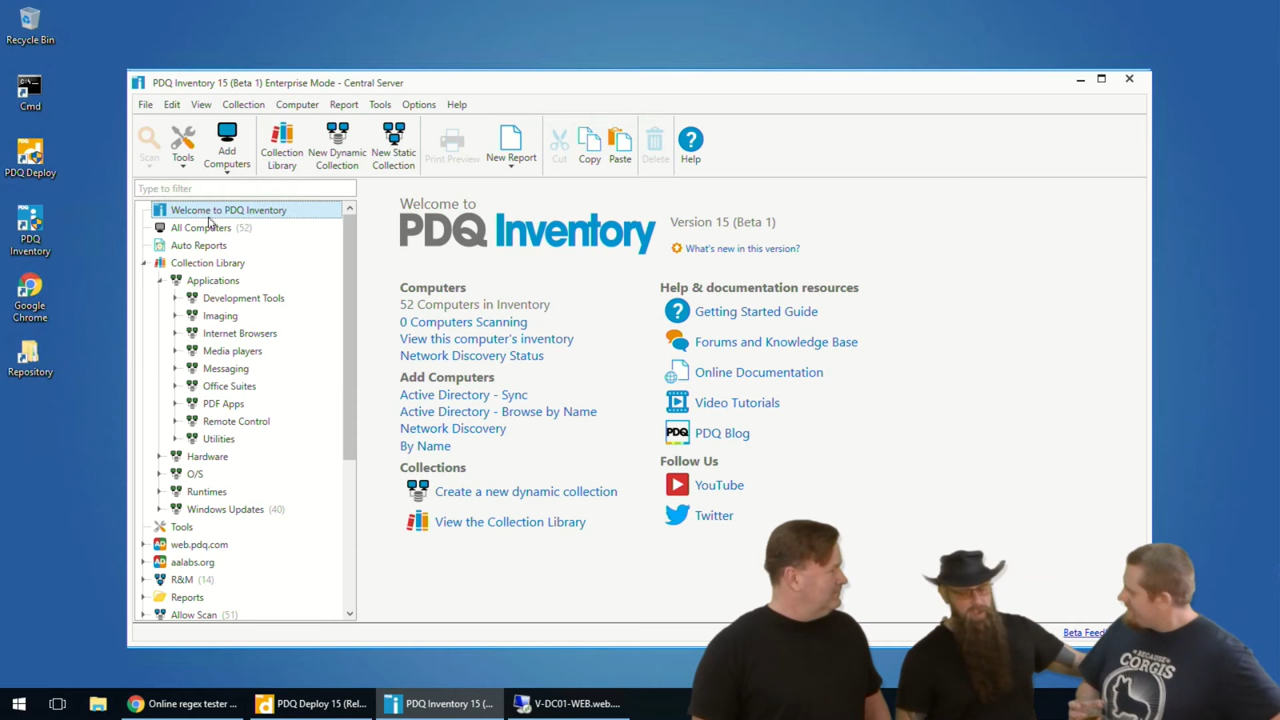 Recycle Bin
Cmd
PDQ Deploy
PDQ
Inventory
Google
Chrome
Repository
PDQ Inventory 15 (Beta 1) Enterprise Mode - Central Server
File Edit View Collection Computer Report Tools Options Help
Scan
Tools
Add
Computers
Collection
Library
New Dynamic
Collection
New Static
Collection
Print Preview
New Report
Cut
Copy
Paste
Delete
Help
Type to filter
Welcome to PDQ Inventory
All Computers (52)
Auto Reports
Collection Library
Applications
Development Tools
Imaging
Internet Browsers
Media players
Messaging
Office Suites
PDF Apps
Remote Control
Utilities
Hardware
O/S
Runtimes
Windows Updates (40)
Tools
AD web.pdq.com
AD aalabs.org
R&M (14)
Reports
Allow Scan (51)
Welcome to
PDQ Inventory
Version 15 (Beta 1)
What's new in this version?
Computers
52 Computers in Inventory
0 Computers Scanning
View this computer's inventory
Network Discovery Status
Add Computers
Active Directory - Sync
Active Directory - Browse by Name
Network Discovery
By Name
Collections
Create a new dynamic collection
View the Collection Library
Help & documentation resources
Getting Started Guide
Forums and Knowledge Base
Online Documentation
Video Tutorials
PDQ PDQ Blog
Follow Us
YouTube
Twitter
Beta Feed
BECAUSE
CORGIS
Online regex tester ...
PDQ Deploy 15 (Rel...
PDQ Inventory 15 (...
V-DC01-WEB.web....